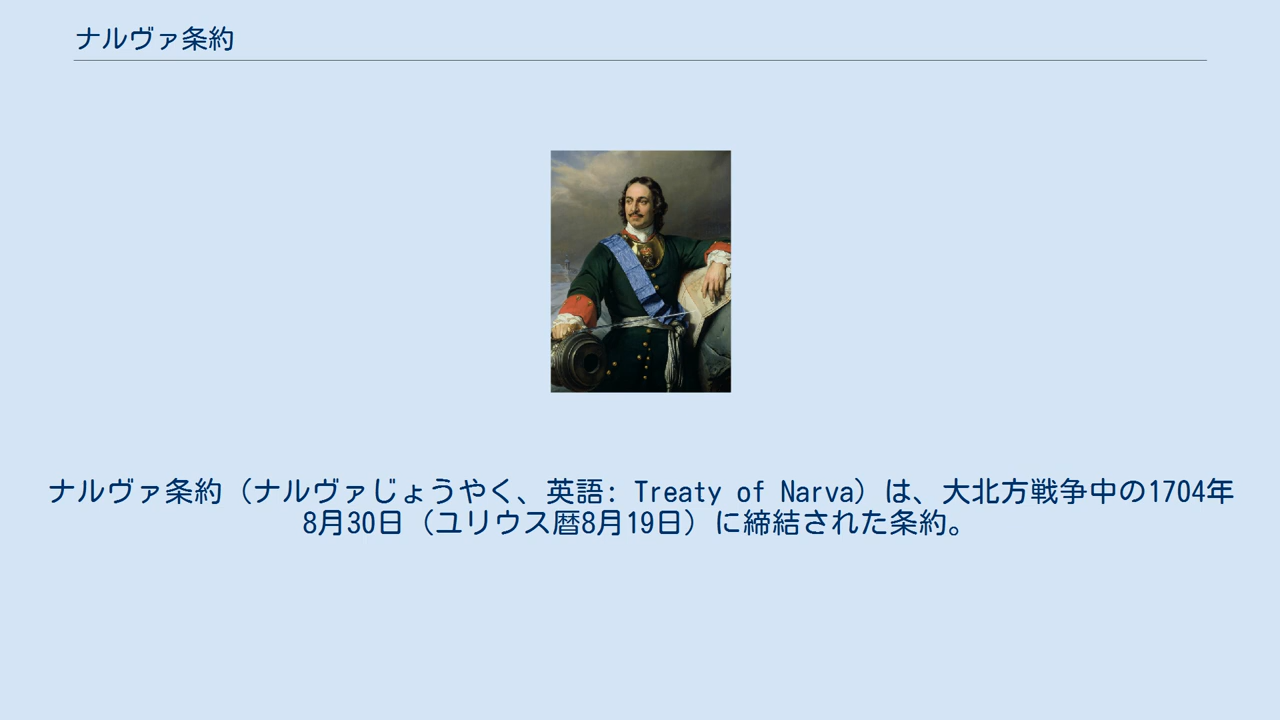 ナルヴァ条約
ナルヴァ条約（ナルヴァじょうやく、英語: Treaty of Narva）は、大北方戦争中の1704年
8月30日（ユリウス暦8月19日）に締結された条約。